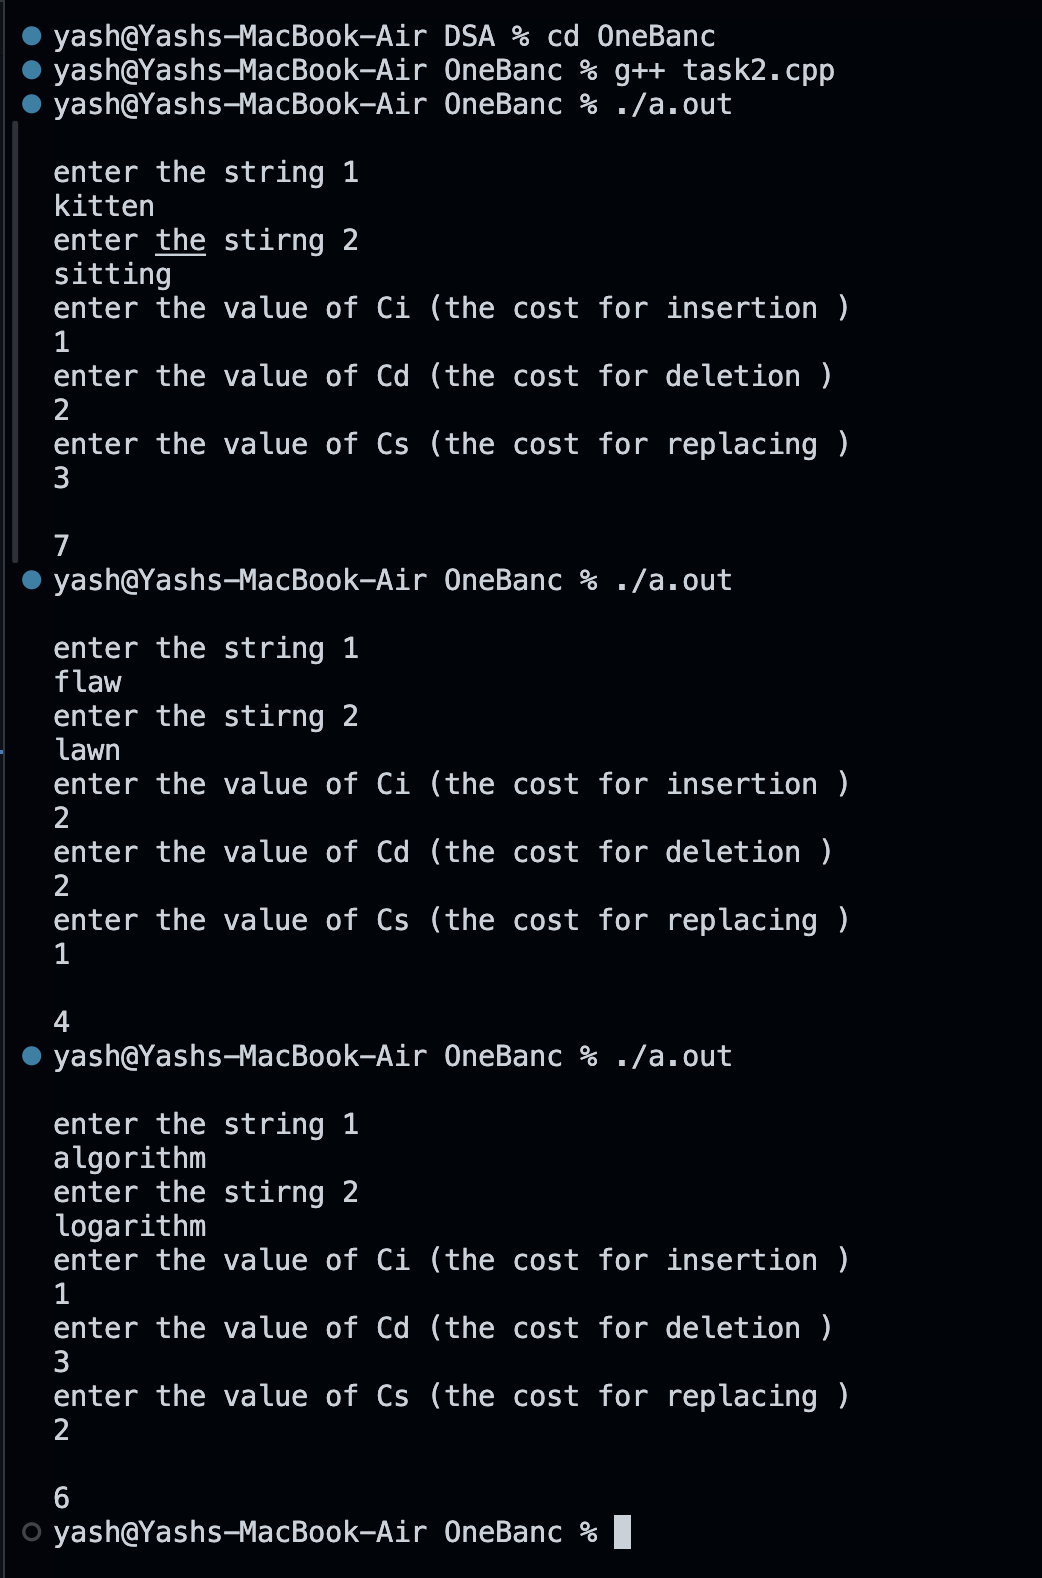 yash@Yashs-MacBook-Air DSA % cd OneBanc
yash@Yashs-MacBook-Air OneBanc % g++ task2.cpp
yash@Yashs-MacBook-Air OneBanc % ./a.out
enter the string 1
kitten
enter the stirng 2
sitting
enter the value of Ci (the cost for insertion )
1
enter the value of Cd (the cost for deletion )
2
enter the value of Cs (the cost for replacing )
3
7
yash@Yashs-MacBook-Air OneBanc % ./a.out
enter the string 1
flaw
enter the stirng 2
lawn
enter the value of Ci (the cost for insertion )
2
enter the value of Cd (the cost for deletion )
2
enter the value of Cs (the cost for replacing )
1
4
yash@Yashs-MacBook-Air OneBanc % ./a.out
enter the string 1
algorithm
enter the stirng 2
logarithm
enter the value of Ci (the cost for insertion )
1
enter the value of Cd (the cost for deletion )
3
enter the value of Cs (the cost for replacing )
2
6
yash@Yashs-MacBook-Air OneBanc %